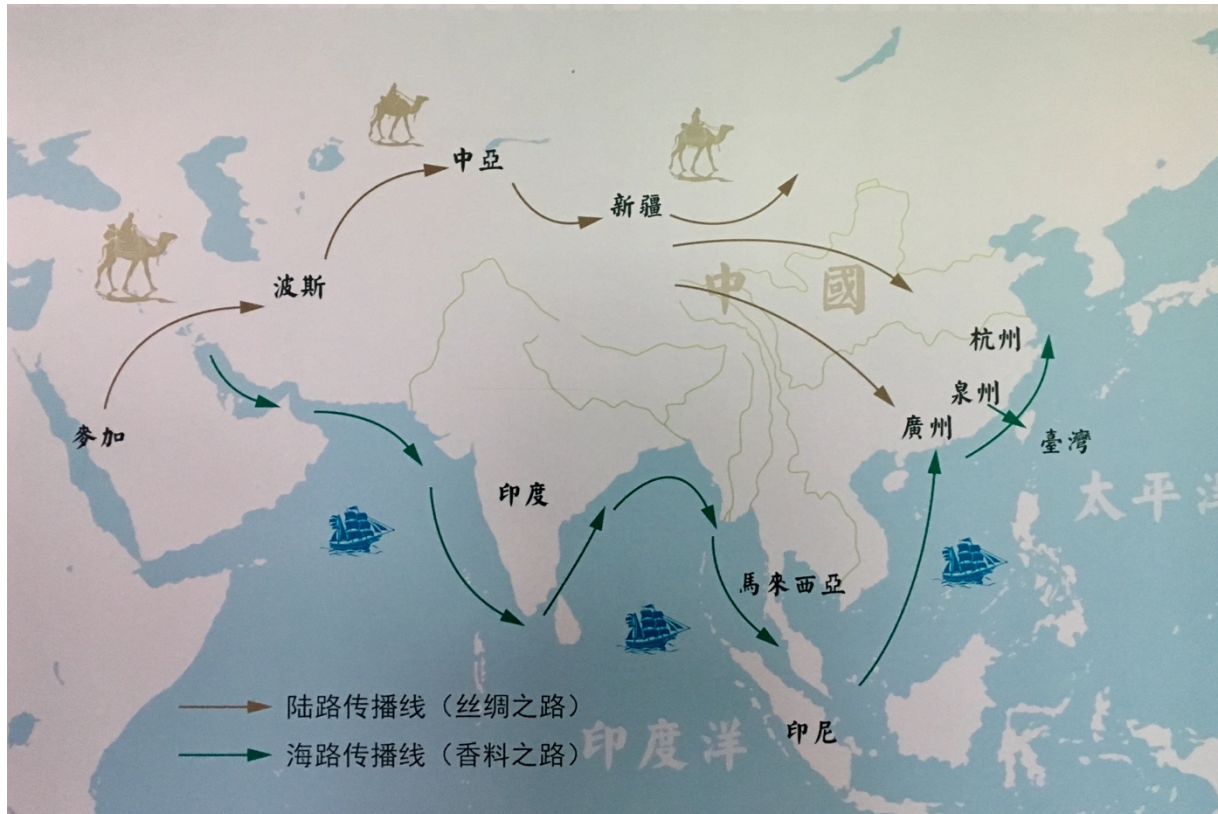 中亞
新疆
波斯
中國
杭州
泉州
廣州
麥加
臺灣
印度
太平洋
馬來西亞
陆路传播线（丝绸之路）
印尼
海路传播线（香料之路）
印度洋